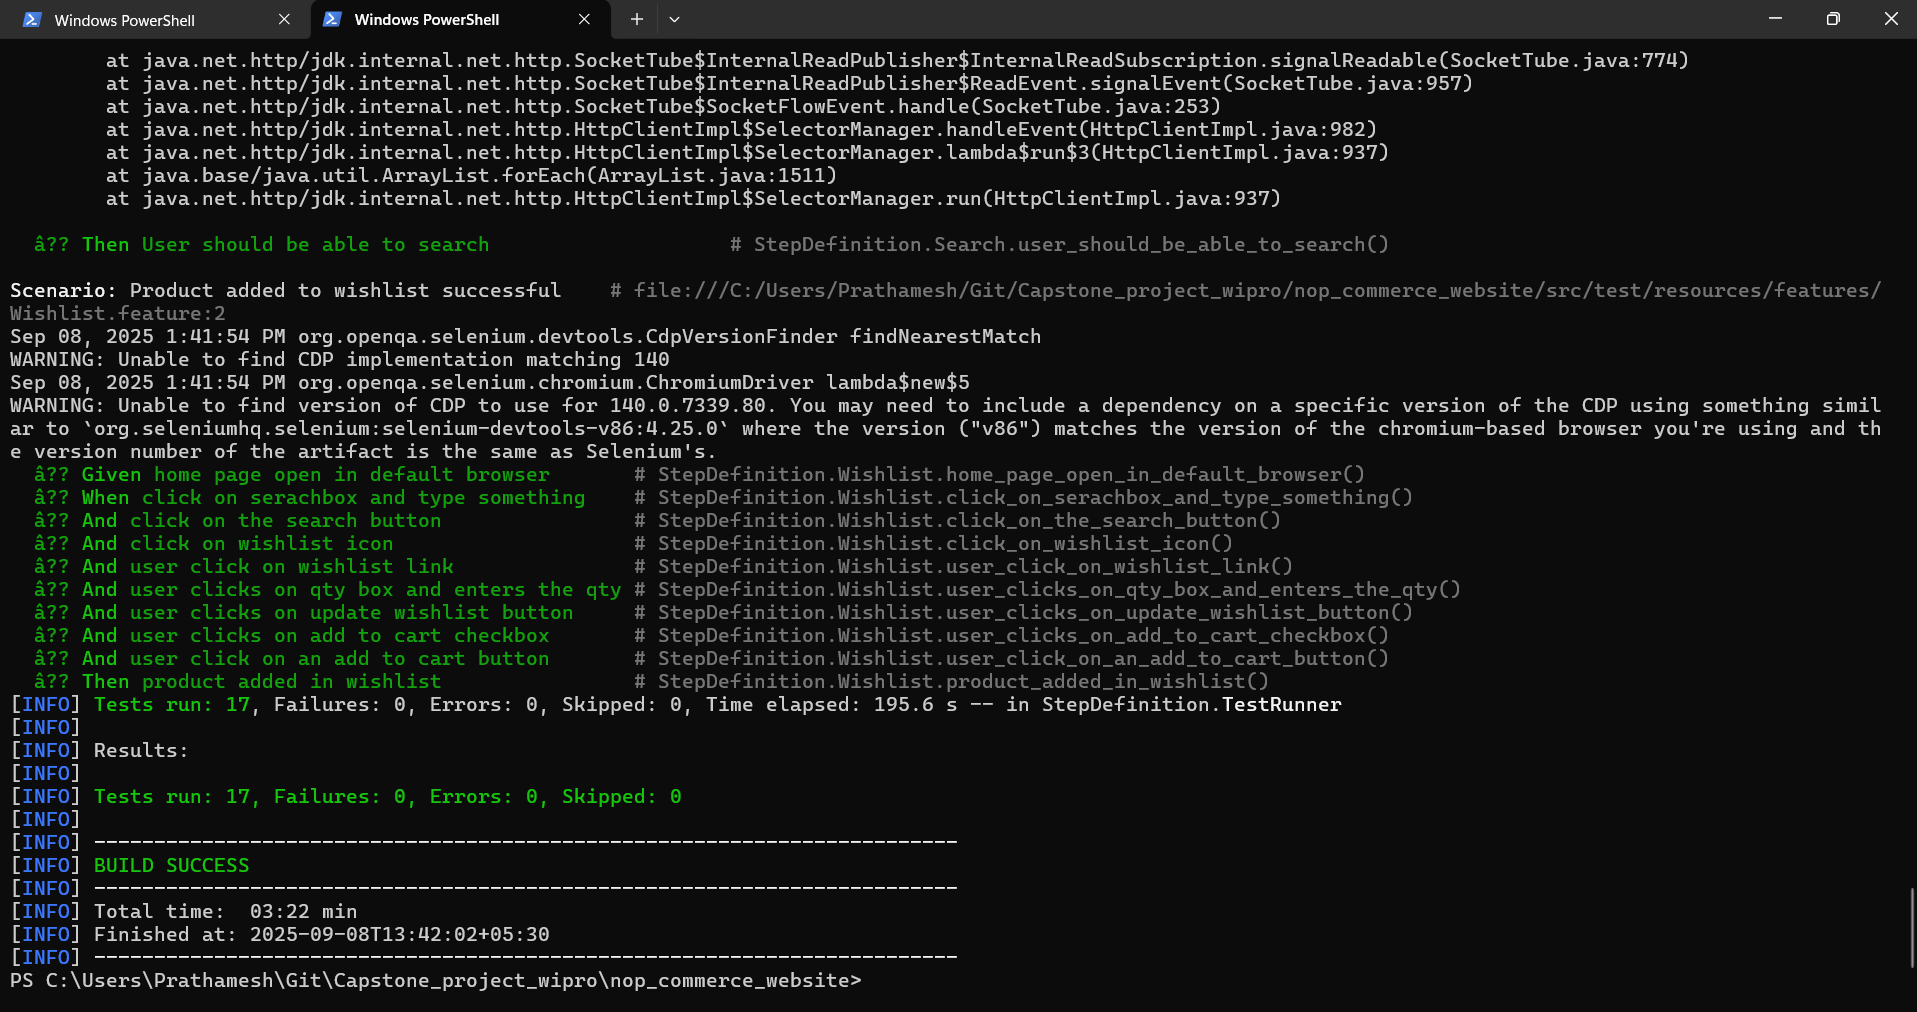 Windows PowerShell
Windows PowerShell
at java.net.http/jdk.internal.net.http.SocketTube$InternalReadPublisher$InternalReadSubscription.signalReadable(SocketTube.java:774)
at java.net.http/jdk.internal.net.http.SocketTube$InternalReadPublisher$ReadEvent.signalEvent(SocketTube.java:957)
at java.net.http/jdk.internal.net.http.SocketTube$SocketFlowEvent.handle(SocketTube.java:253)
at java.net.http/jdk.internal.net.http.HttpClientImpl$SelectorManager.handleEvent(HttpClientImpl.java:982)
at java.net.http/jdk.internal.net.http.HttpClientImpl$SelectorManager.lambda$run$3(HttpClientImpl.java:937)
at java.base/java.util.ArrayList.forEach(ArrayList.java:1511)
at java.net.http/jdk.internal.net.http.HttpClientImpl$SelectorManager.run(HttpClientImpl.java:937)
â?? Then User should be able to search # StepDefinition.Search.user_should_be_able_to_search()
Scenario: Product added to wishlist successful # file:///C:/Users/Prathamesh/Git/Capstone_project_wipro/nop_commerce_website/src/test/resources/features/
Wishlist.feature:2
Sep 08, 2025 1:41:54 PM org.openqa.selenium.devtools.CdpVersionFinder findNearestMatch
WARNING: Unable to find CDP implementation matching 140
Sep 08, 2025 1:41:54 PM org.openqa.selenium.chromium.ChromiumDriver lambda$new$5
WARNING: Unable to find version of CDP to use for 140.0.7339.80. You may need to include a dependency on a specific version of the CDP using something simil
ar to `org.seleniumhq.selenium:selenium-devtools-v86:4.25.0` where the version ("v86") matches the version of the chromium-based browser you're using and th
e version number of the artifact is the same as Selenium's.
â?? Given home page open in default browser # StepDefinition.Wishlist.home_page_open_in_default_browser()
â?? When click on serachbox and type something # StepDefinition.Wishlist.click_on_serachbox_and_type_something()
â?? And click on the search button # StepDefinition.Wishlist.click_on_the_search_button()
â?? And click on wishlist icon # StepDefinition.Wishlist.click_on_wishlist_icon()
â?? And user click on wishlist link # StepDefinition.Wishlist.user_click_on_wishlist_link()
â?? And user clicks on qty box and enters the qty # StepDefinition.Wishlist.user_clicks_on_qty_box_and_enters_the_qty()
â?? And user clicks on update wishlist button # StepDefinition.Wishlist.user_clicks_on_update_wishlist_button()
â?? And user clicks on add to cart checkbox # StepDefinition.Wishlist.user_clicks_on_add_to_cart_checkbox()
â?? And user click on an add to cart button # StepDefinition.Wishlist.user_click_on_an_add_to_cart_button()
â?? Then product added in wishlist # StepDefinition.Wishlist.product_added_in_wishlist()
[INFO] Tests run: 17, Failures: 0, Errors: 0, Skipped: 0, Time elapsed: 195.6 s -- in StepDefinition.TestRunner
[INFO]
[INFO] Results:
[INFO]
[INFO] Tests run: 17, Failures: 0, Errors: 0, Skipped: 0
[INFO]
[INFO] ------------------------------------------------------------------------
[INFO] BUILD SUCCESS
[INFO] ------------------------------------------------------------------------
[INFO] Total time:  03:22 min
[INFO] Finished at: 2025-09-08T13:42:02+05:30
[INFO] ------------------------------------------------------------------------
PS C:\Users\Prathamesh\Git\Capstone_project_wipro\nop_commerce_website>